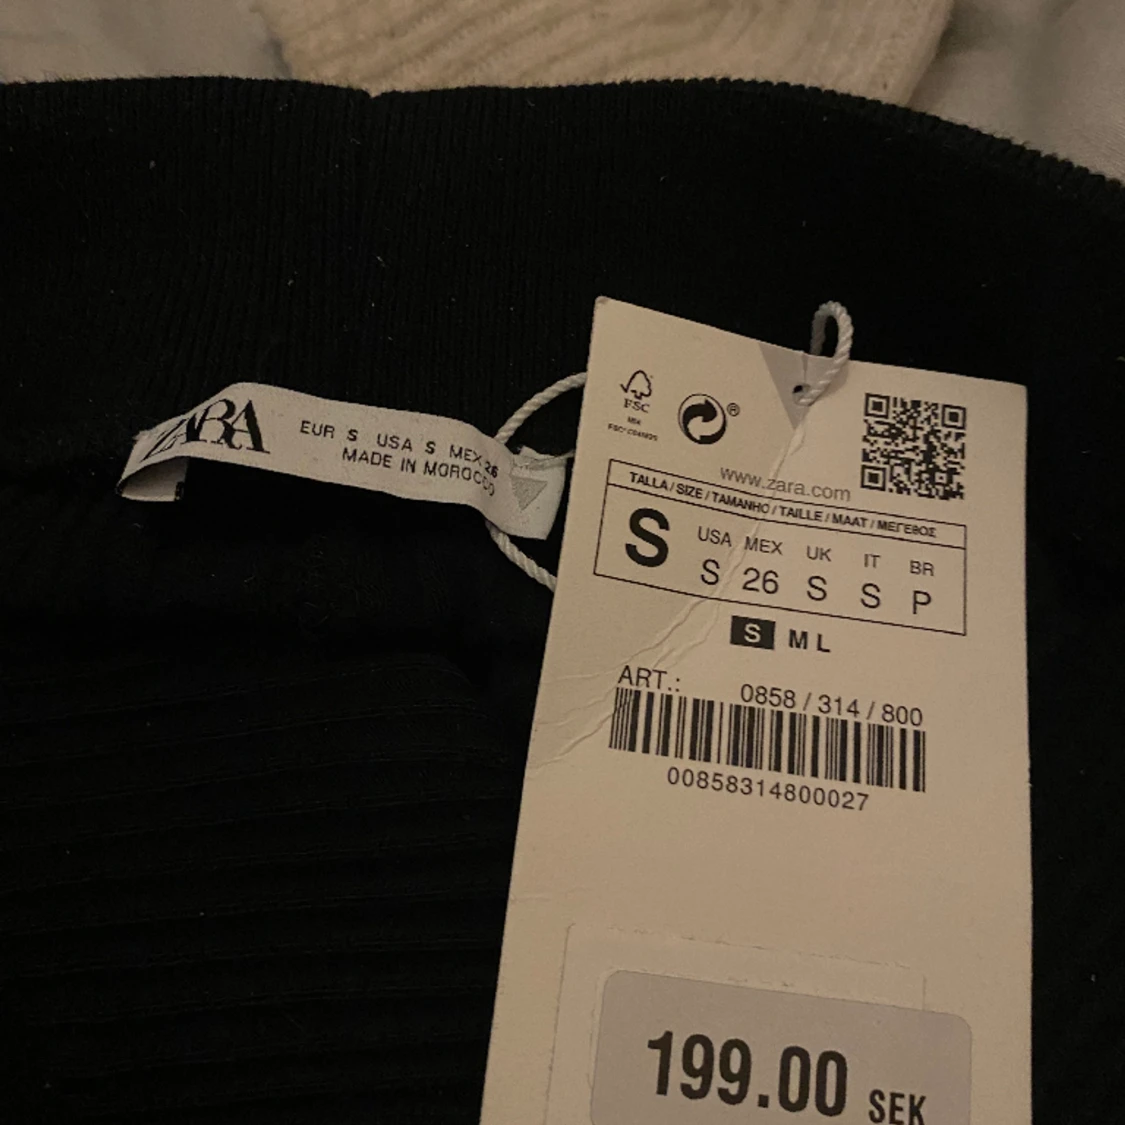 ZARA
EUR S USA S MEX 26
MADE IN MOROCCO
FSC
www.zara.com
TALLA / SIZE / TAMANHO / TAILLE / MAAT / ΜΕΓΕΘΟΣ
S
USA MEX UK IT BR
S 26 S S P
S M L
ART.: 0858 / 314 / 800
00858314800027
199.00 SEK